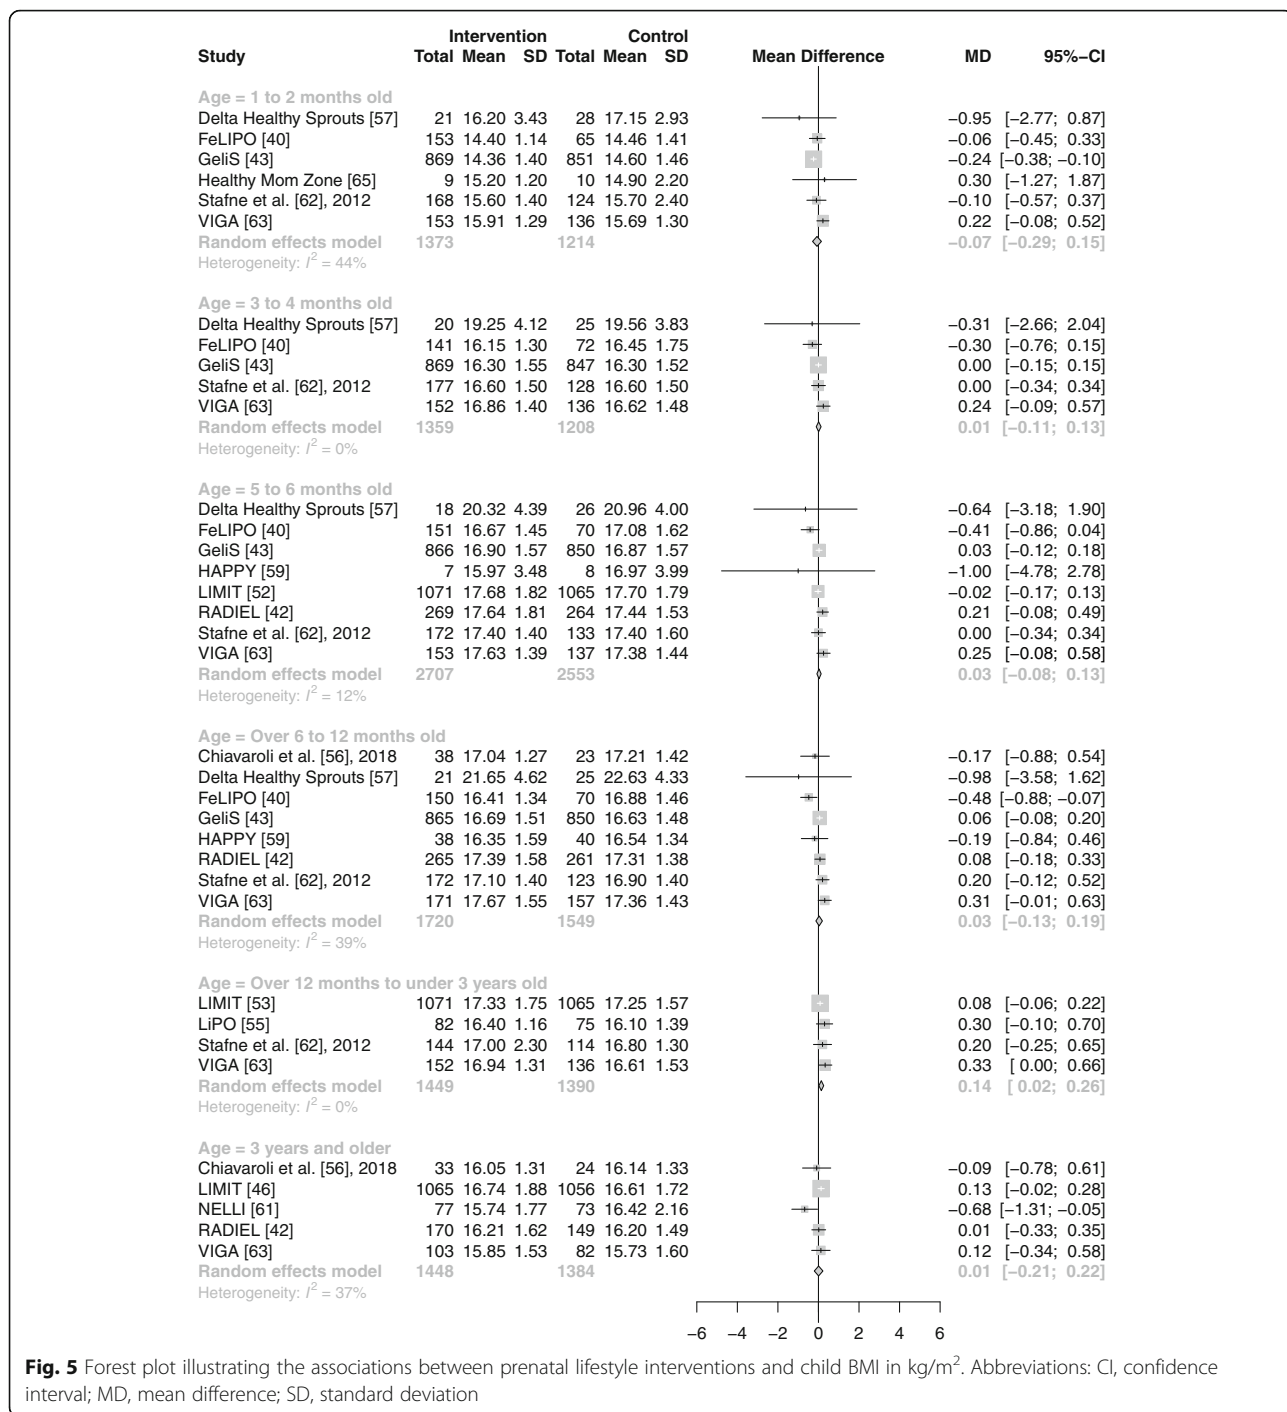 Intervention Control
Study Total Mean SD Total Mean SD Mean Difference MD 95%−CI
Age = 1 to 2 months old
Delta Healthy Sprouts [57] 21 16.20 3.43 28 17.15 2.93 −0.95 [−2.77; 0.87]
FeLIPO [40] 153 14.40 1.14 65 14.46 1.41 −0.06 [−0.45; 0.33]
GeliS [43] 869 14.36 1.40 851 14.60 1.46 −0.24 [−0.38; −0.10]
Healthy Mom Zone [65] 9 15.20 1.20 10 14.90 2.20 0.30 [−1.27; 1.87]
Stafne et al. [62], 2012 168 15.60 1.40 124 15.70 2.40 −0.10 [−0.57; 0.37]
VIGA [63] 153 15.91 1.29 136 15.69 1.30 0.22 [−0.08; 0.52]
Random effects model 1373 1214 −0.07 [−0.29; 0.15]
Heterogeneity: I² = 44%
Age = 3 to 4 months old
Delta Healthy Sprouts [57] 20 19.25 4.12 25 19.56 3.83 −0.31 [−2.66; 2.04]
FeLIPO [40] 141 16.15 1.30 72 16.45 1.75 −0.30 [−0.76; 0.15]
GeliS [43] 869 16.30 1.55 847 16.30 1.52 0.00 [−0.15; 0.15]
Stafne et al. [62], 2012 177 16.60 1.50 128 16.60 1.50 0.00 [−0.34; 0.34]
VIGA [63] 152 16.86 1.40 136 16.62 1.48 0.24 [−0.09; 0.57]
Random effects model 1359 1208 0.01 [−0.11; 0.13]
Heterogeneity: I² = 0%
Age = 5 to 6 months old
Delta Healthy Sprouts [57] 18 20.32 4.39 26 20.96 4.00 −0.64 [−3.18; 1.90]
FeLIPO [40] 151 16.67 1.45 70 17.08 1.62 −0.41 [−0.86; 0.04]
GeliS [43] 866 16.90 1.57 850 16.87 1.57 0.03 [−0.12; 0.18]
HAPPY [59] 7 15.97 3.48 8 16.97 3.99 −1.00 [−4.78; 2.78]
LIMIT [52] 1071 17.68 1.82 1065 17.70 1.79 −0.02 [−0.17; 0.13]
RADIEL [42] 269 17.64 1.81 264 17.44 1.53 0.21 [−0.08; 0.49]
Stafne et al. [62], 2012 172 17.40 1.40 133 17.40 1.60 0.00 [−0.34; 0.34]
VIGA [63] 153 17.63 1.39 137 17.38 1.44 0.25 [−0.08; 0.58]
Random effects model 2707 2553 0.03 [−0.08; 0.13]
Heterogeneity: I² = 12%
Age = Over 6 to 12 months old
Chiavaroli et al. [56], 2018 38 17.04 1.27 23 17.21 1.42 −0.17 [−0.88; 0.54]
Delta Healthy Sprouts [57] 21 21.65 4.62 25 22.63 4.33 −0.98 [−3.58; 1.62]
FeLIPO [40] 150 16.41 1.34 70 16.88 1.46 −0.48 [−0.88; −0.07]
GeliS [43] 865 16.69 1.51 850 16.63 1.48 0.06 [−0.08; 0.20]
HAPPY [59] 38 16.35 1.59 40 16.54 1.34 −0.19 [−0.84; 0.46]
RADIEL [42] 265 17.39 1.58 261 17.31 1.38 0.08 [−0.18; 0.33]
Stafne et al. [62], 2012 172 17.10 1.40 123 16.90 1.40 0.20 [−0.12; 0.52]
VIGA [63] 171 17.67 1.55 157 17.36 1.43 0.31 [−0.01; 0.63]
Random effects model 1720 1549 0.03 [−0.13; 0.19]
Heterogeneity: I² = 39%
Age = Over 12 months to under 3 years old
LIMIT [53] 1071 17.33 1.75 1065 17.25 1.57 0.08 [−0.06; 0.22]
LiPO [55] 82 16.40 1.16 75 16.10 1.39 0.30 [−0.10; 0.70]
Stafne et al. [62], 2012 144 17.00 2.30 114 16.80 1.30 0.20 [−0.25; 0.65]
VIGA [63] 152 16.94 1.31 136 16.61 1.53 0.33 [ 0.00; 0.66]
Random effects model 1449 1390 0.14 [ 0.02; 0.26]
Heterogeneity: I² = 0%
Age = 3 years and older
Chiavaroli et al. [56], 2018 33 16.05 1.31 24 16.14 1.33 −0.09 [−0.78; 0.61]
LIMIT [46] 1065 16.74 1.88 1056 16.61 1.72 0.13 [−0.02; 0.28]
NELLI [61] 77 15.74 1.77 73 16.42 2.16 −0.68 [−1.31; −0.05]
RADIEL [42] 170 16.21 1.62 149 16.20 1.49 0.01 [−0.33; 0.35]
VIGA [63] 103 15.85 1.53 82 15.73 1.60 0.12 [−0.34; 0.58]
Random effects model 1448 1384 0.01 [−0.21; 0.22]
Heterogeneity: I² = 37%
−6 −4 −2 0 2 4 6
Fig. 5 Forest plot illustrating the associations between prenatal lifestyle interventions and child BMI in kg/m². Abbreviations: CI, confidence
interval; MD, mean difference; SD, standard deviation